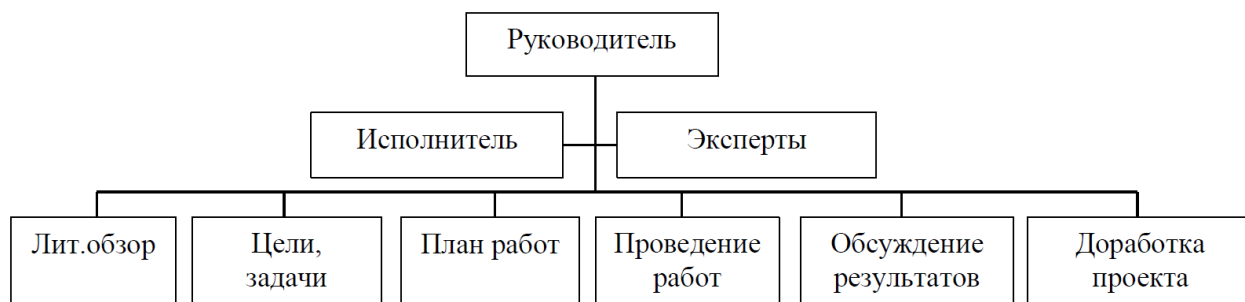 Руководитель
Исполнитель
Эксперты
Лит.обзор
Цели,
задачи
План работ
Проведение
работ
Обсуждение
результатов
Доработка
проекта